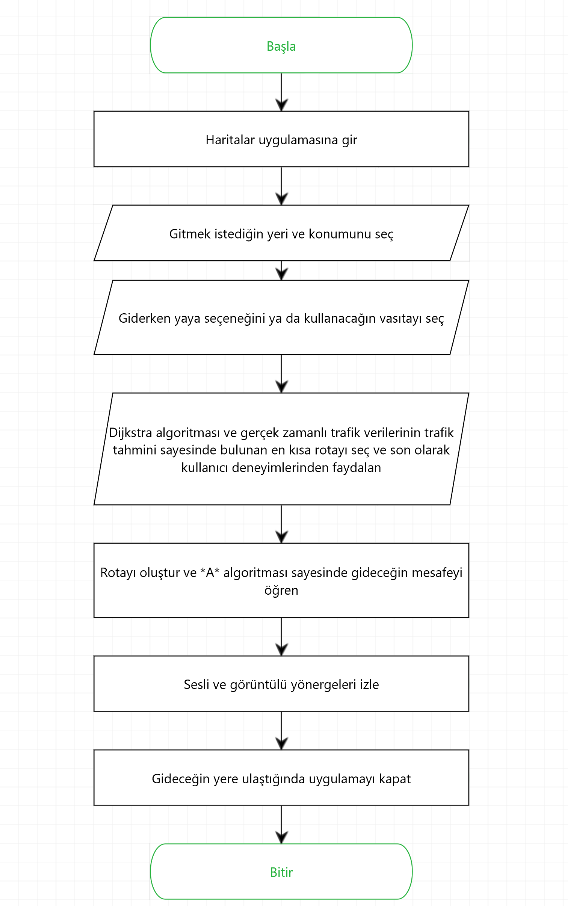 Başla
Haritalar uygulamasına gir
Gitmek istediğin yeri ve konumunu seç
Giderken yaya seçeneğini ya da kullanacağın vasıtayı seç
Dijkstra algoritması ve gerçek zamanlı trafik verilerinin trafik
tahmini sayesinde bulunan en kısa rotayı seç ve son olarak
kullanıcı deneyimlerinden faydalan
Rotayı oluştur ve *A* algoritması sayesinde gideceğin mesafeyi
öğren
Sesli ve görüntülü yönergeleri izle
Gideceğin yere ulaştığında uygulamayı kapat
Bitir